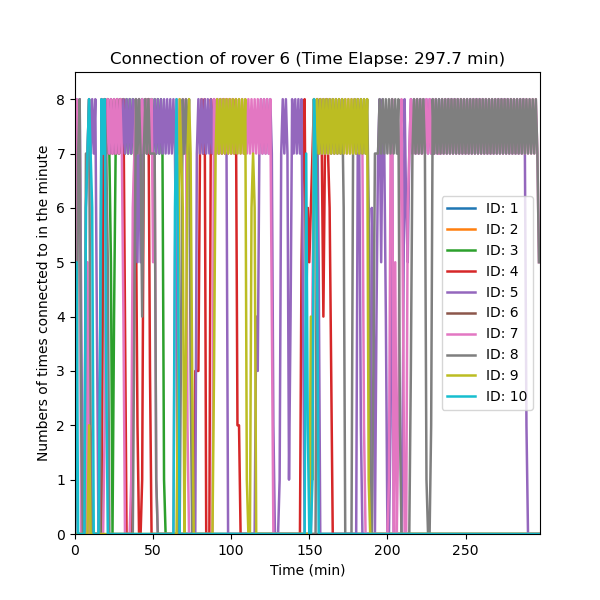 Connection of rover 6 (Time Elapse: 297.7 min)
Numbers of times connected to in the minute
8
7
6
5
4
3
2
1
0
ID: 1
ID: 2
ID: 3
ID: 4
ID: 5
ID: 6
ID: 7
ID: 8
ID: 9
ID: 10
0 50 100 150 200 250
Time (min)